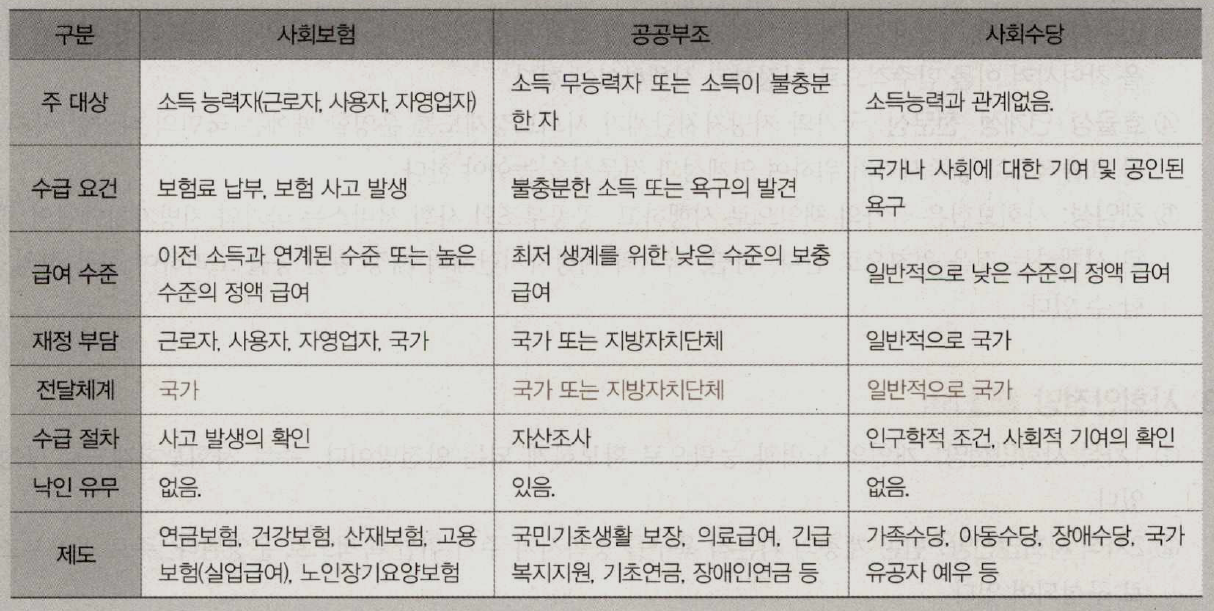 구분 사회보험 공공부조 사회수당
주 대상 소득 능력자(근로자, 사용자, 자영업자) 소득 무능력자 또는 소득이 불충분한 자 소득능력과 관계없음.
수급 요건 보험료 납부, 보험 사고 발생 불충분한 소득 또는 욕구의 발견 국가나 사회에 대한 기여 및 공인된 욕구
급여 수준 이전 소득과 연계된 수준 또는 높은 수준의 정액 급여 최저 생계를 위한 낮은 수준의 보충 급여 일반적으로 낮은 수준의 정액 급여
재정 부담 근로자, 사용자, 자영업자, 국가 국가 또는 지방자치단체 일반적으로 국가
전달체계 국가 국가 또는 지방자치단체 일반적으로 국가
수급 절차 사고 발생의 확인 자산조사 인구학적 조건, 사회적 기여의 확인
낙인 유무 없음. 있음. 없음.
제도 연금보험, 건강보험, 산재보험, 고용보험(실업급여), 노인장기요양보험 국민기초생활 보장, 의료급여, 긴급복지지원, 기초연금, 장애인연금 등 가족수당, 아동수당, 장애수당, 국가유공자 예우 등